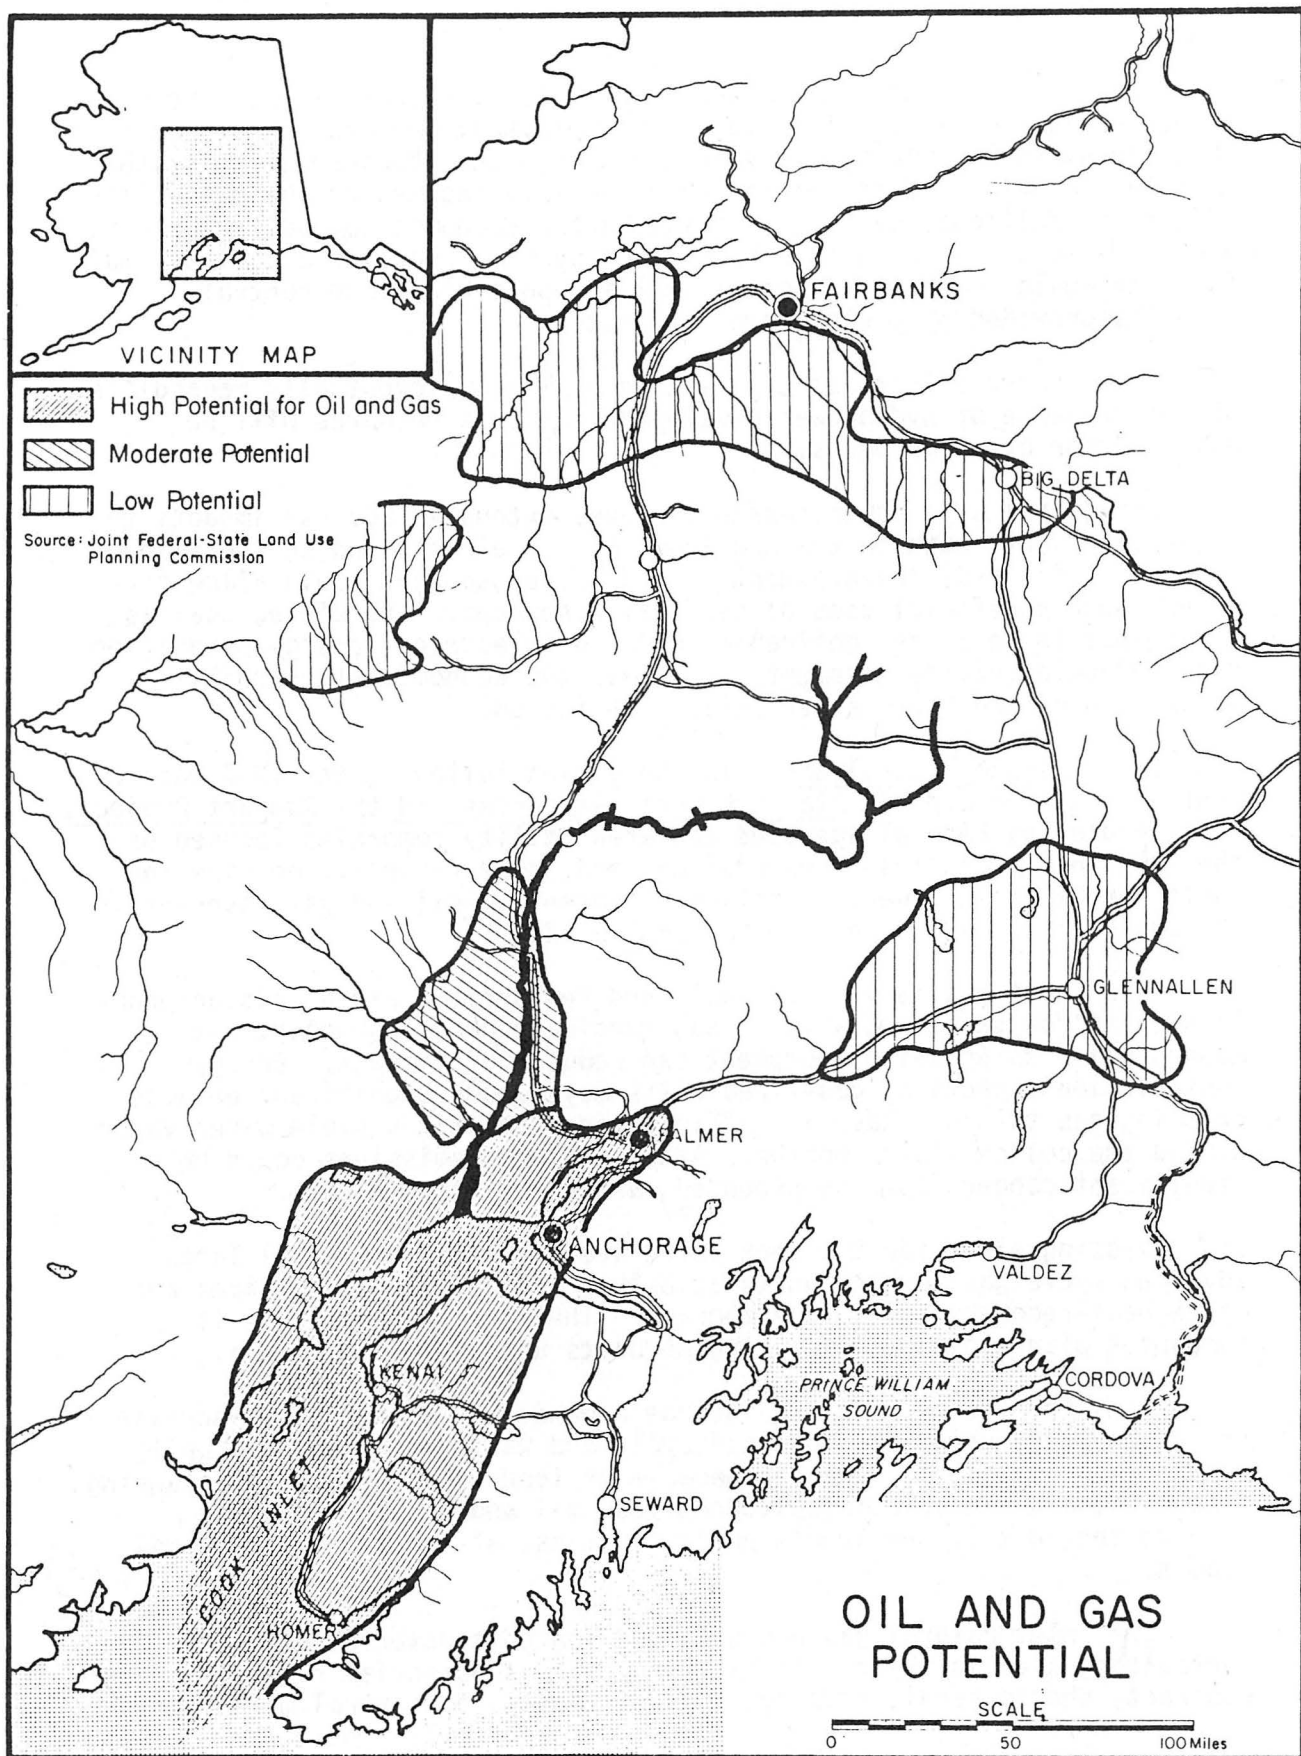 VICINITY MAP
High Potential for Oil and Gas
Moderate Potential
Low Potential
Source: Joint Federal-State Land Use
Planning Commission
FAIRBANKS
BIG DELTA
GLENNALLEN
PALMER
ANCHORAGE
VALDEZ
KENAI
PRINCE WILLIAM
SOUND
CORDOVA
COOK INLET
SEWARD
HOMER
OIL AND GAS
POTENTIAL
SCALE
0 50 100 Miles